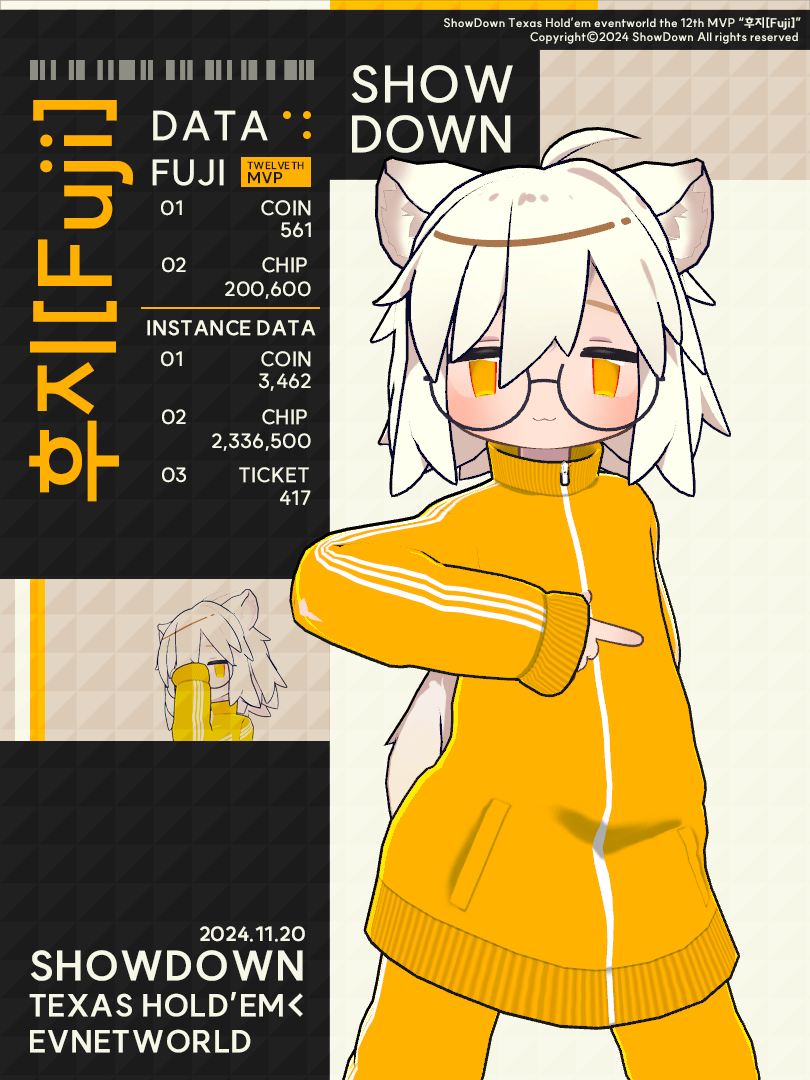 ShowDown Texas Hold'em eventworld the 12th MVP “후지[Fuji]”
Copyright©2024 ShowDown All rights reserved
SHOW
DOWN
후지[Fuji]
DATA
FUJI
TWELVETH
MVP
01 COIN
561
02 CHIP
200,600
INSTANCE DATA
01 COIN
3,462
02 CHIP
2,336,500
03 TICKET
417
2024.11.20
SHOWDOWN
TEXAS HOLD'EM<
EVNETWORLD